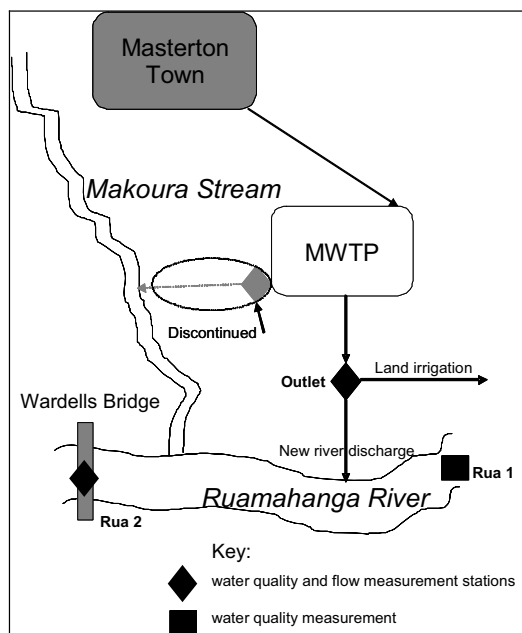 Masterton
Town
Makoura Stream
MWTP
Discontinued
Outlet
Land irrigation
Wardells Bridge
New river discharge
Rua 1
Ruamahanga River
Rua 2
Key:
water quality and flow measurement stations
water quality measurement